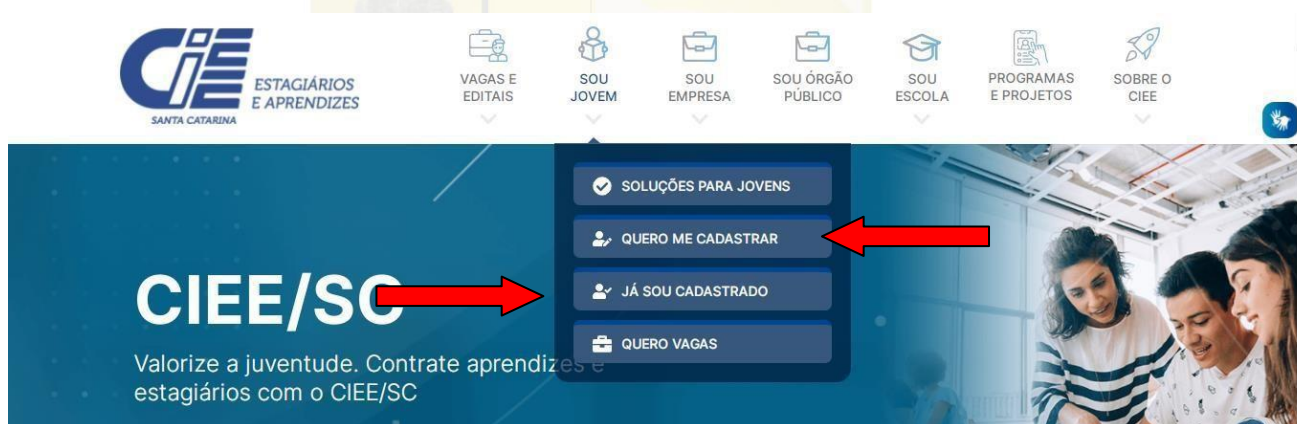 CIEE
ESTAGIÁRIOS
E APRENDIZES
SANTA CATARINA
VAGAS E
EDITAIS
SOU
JOVEM
SOU
EMPRESA
SOU ÓRGÃO
PÚBLICO
SOU
ESCOLA
PROGRAMAS
E PROJETOS
SOBRE O
CIEE
SOLUÇÕES PARA JOVENS
QUERO ME CADASTRAR
JÁ SOU CADASTRADO
QUERO VAGAS
CIEE/SC
Valorize a juventude. Contrate aprendizes e
estagiários com o CIEE/SC